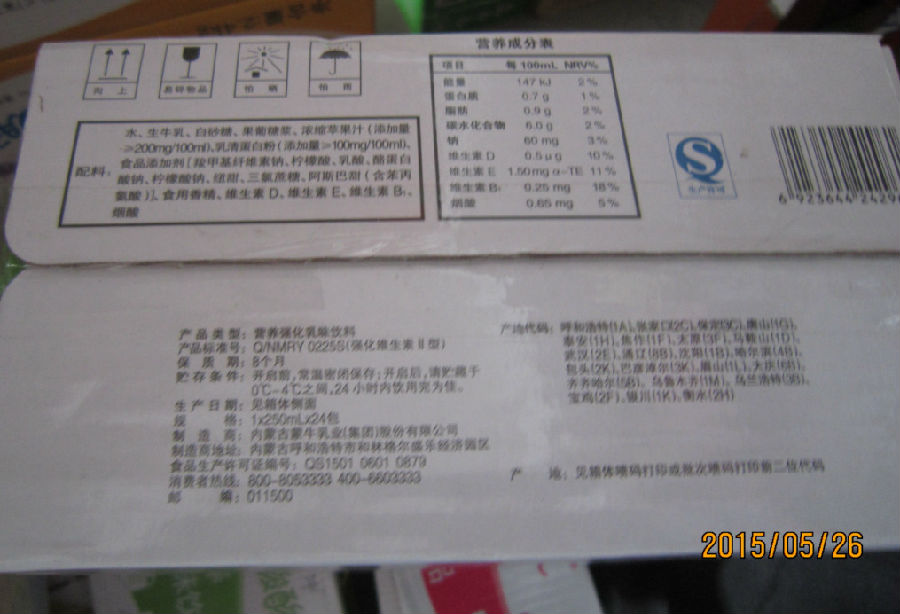 向 上
易碎物品
怕 晒
怕 雨
营养成分表
项目 每 100mL NRV%
能量 147 kJ 2%
蛋白质 0.7 g 1%
脂肪 0.9 g 2%
碳水化合物 6.0 g 2%
钠 60 mg 3%
维生素 D 0.5 μg 10%
维生素 E 1.50 mg α-TE 11%
维生素 B₆ 0.25 mg 18%
烟酸 0.65 mg 5%
配料:
水、生牛乳、白砂糖、果葡糖浆、浓缩苹果汁(添加量
≥200mg/100ml)、乳清蛋白粉(添加量≥100mg/100ml)、
食品添加剂[羧甲基纤维素钠、柠檬酸、乳酸、酪蛋白
酸钠、柠檬酸钠、纽甜、三氯蔗糖、阿斯巴甜(含苯丙
氨酸)]、食用香精、维生素 D、维生素 E、维生素 B₆、
烟酸
生产许可
6 923644 2429
产品类型: 营养强化乳味饮料
产品标准号: Q/NMRY 0225S(强化维生素 II 型)
保 质 期: 8个月
贮存条件: 开启前,常温密闭保存;开启后,请贮藏于
0℃-4℃之间,24小时内饮用完为佳。
生产日期: 见箱体侧面
规 格: 1x250mLx24包
制 造 商: 内蒙古蒙牛乳业(集团)股份有限公司
制造商地址: 内蒙古呼和浩特市和林格尔盛乐经济园区
食品生产许可证编号: QS1501 0601 0879
消费者热线: 800-8053333 400-6603333
邮 编: 011500
产地代码: 呼和浩特(1A)、张家口(2C)、保定(3C)、唐山(1C)、
泰安(1H)、焦作(1F)、太原(3F)、马鞍山(1D)、
武汉(2E)、通辽(8B)、沈阳(1B)、哈尔滨(4B)、
包头(2K)、巴彦淖尔(3K)、眉山(1L)、大庆(6B)、
齐齐哈尔(5B)、乌鲁木齐(1M)、乌兰浩特(3B)、
宝鸡(2F)、银川(1K)、衡水(2H)
产 地: 见箱体喷码打印或批次喷码打印前二位代码
2015/05/26